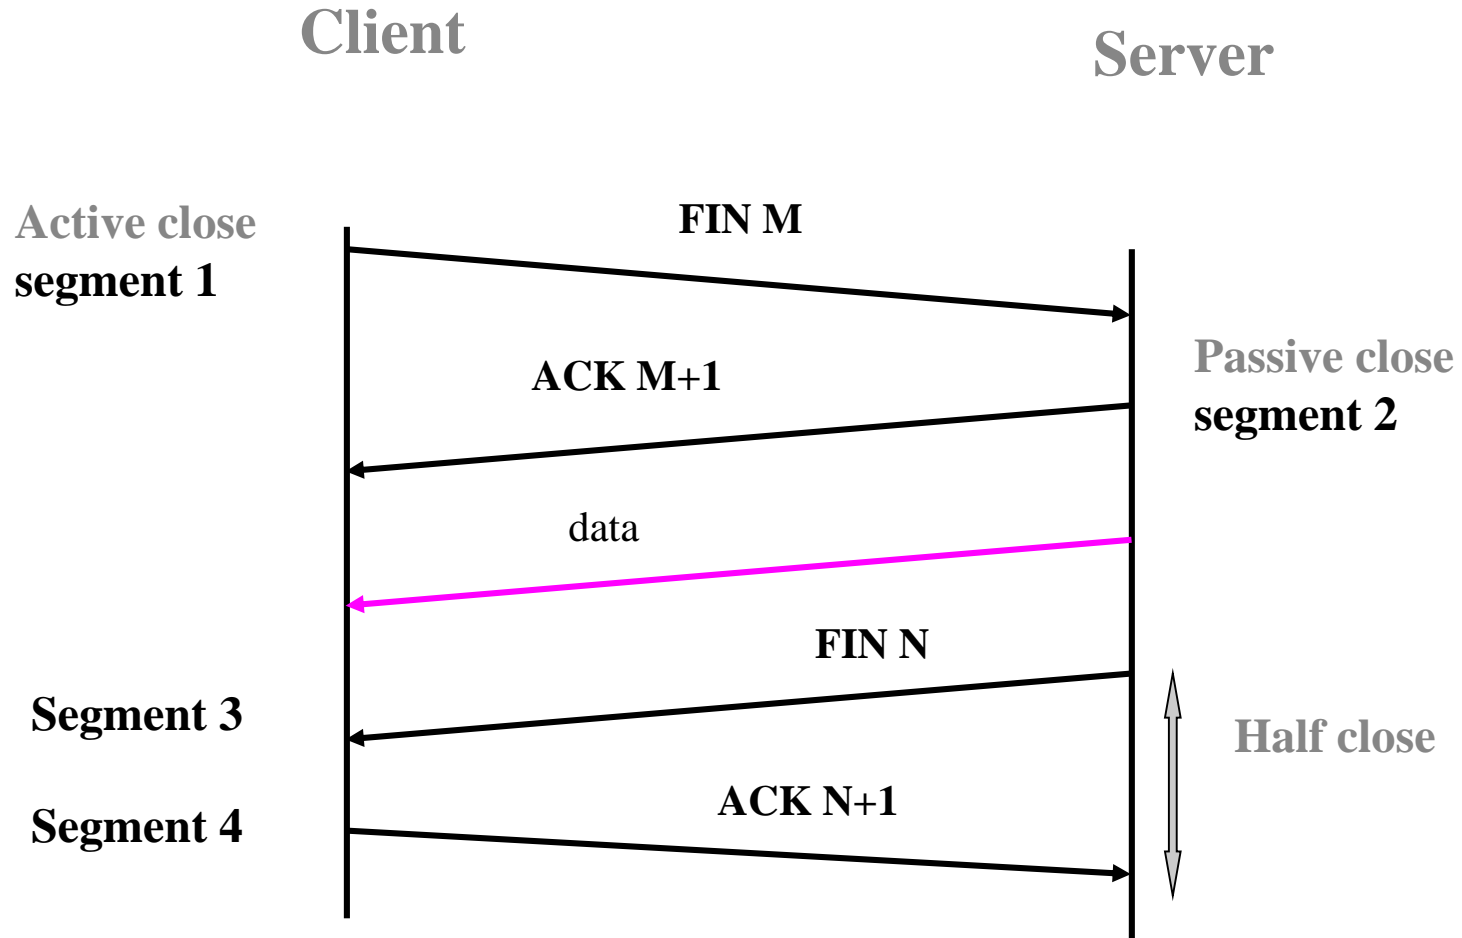 Client
Server
Active close
segment 1
FIN M
ACK M+1
Passive close
segment 2
data
FIN N
Segment 3
Half close
ACK N+1
Segment 4